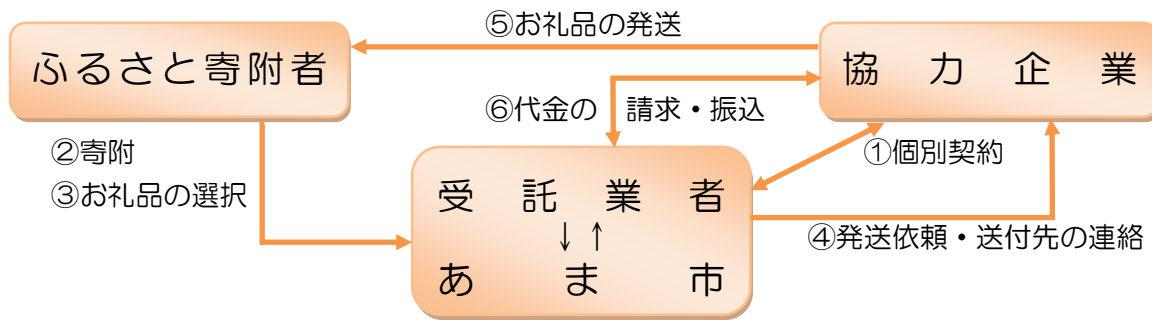 ⑤お礼品の発送
ふるさと寄附者
協力企業
⑥代金の 請求・振込
②寄附
③お礼品の選択
①個別契約
受託業者
↓↑
あま市
④発送依頼・送付先の連絡